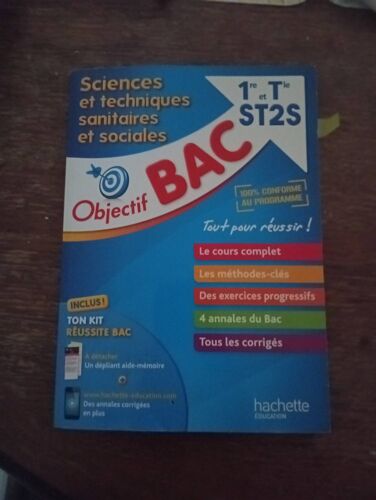 Sciences
et techniques
sanitaires
et sociales
1re et Tle
ST2S
Objectif BAC
100% CONFORME
AU PROGRAMME
Tout pour réussir !
Le cours complet
Les méthodes-clés
Des exercices progressifs
4 annales du Bac
Tous les corrigés
INCLUS !
TON KIT
RÉUSSITE BAC
A détacher
Un dépliant aide-mémoire
www.hachette-education.com
Des annales corrigées
en plus
hachette
ÉDUCATION